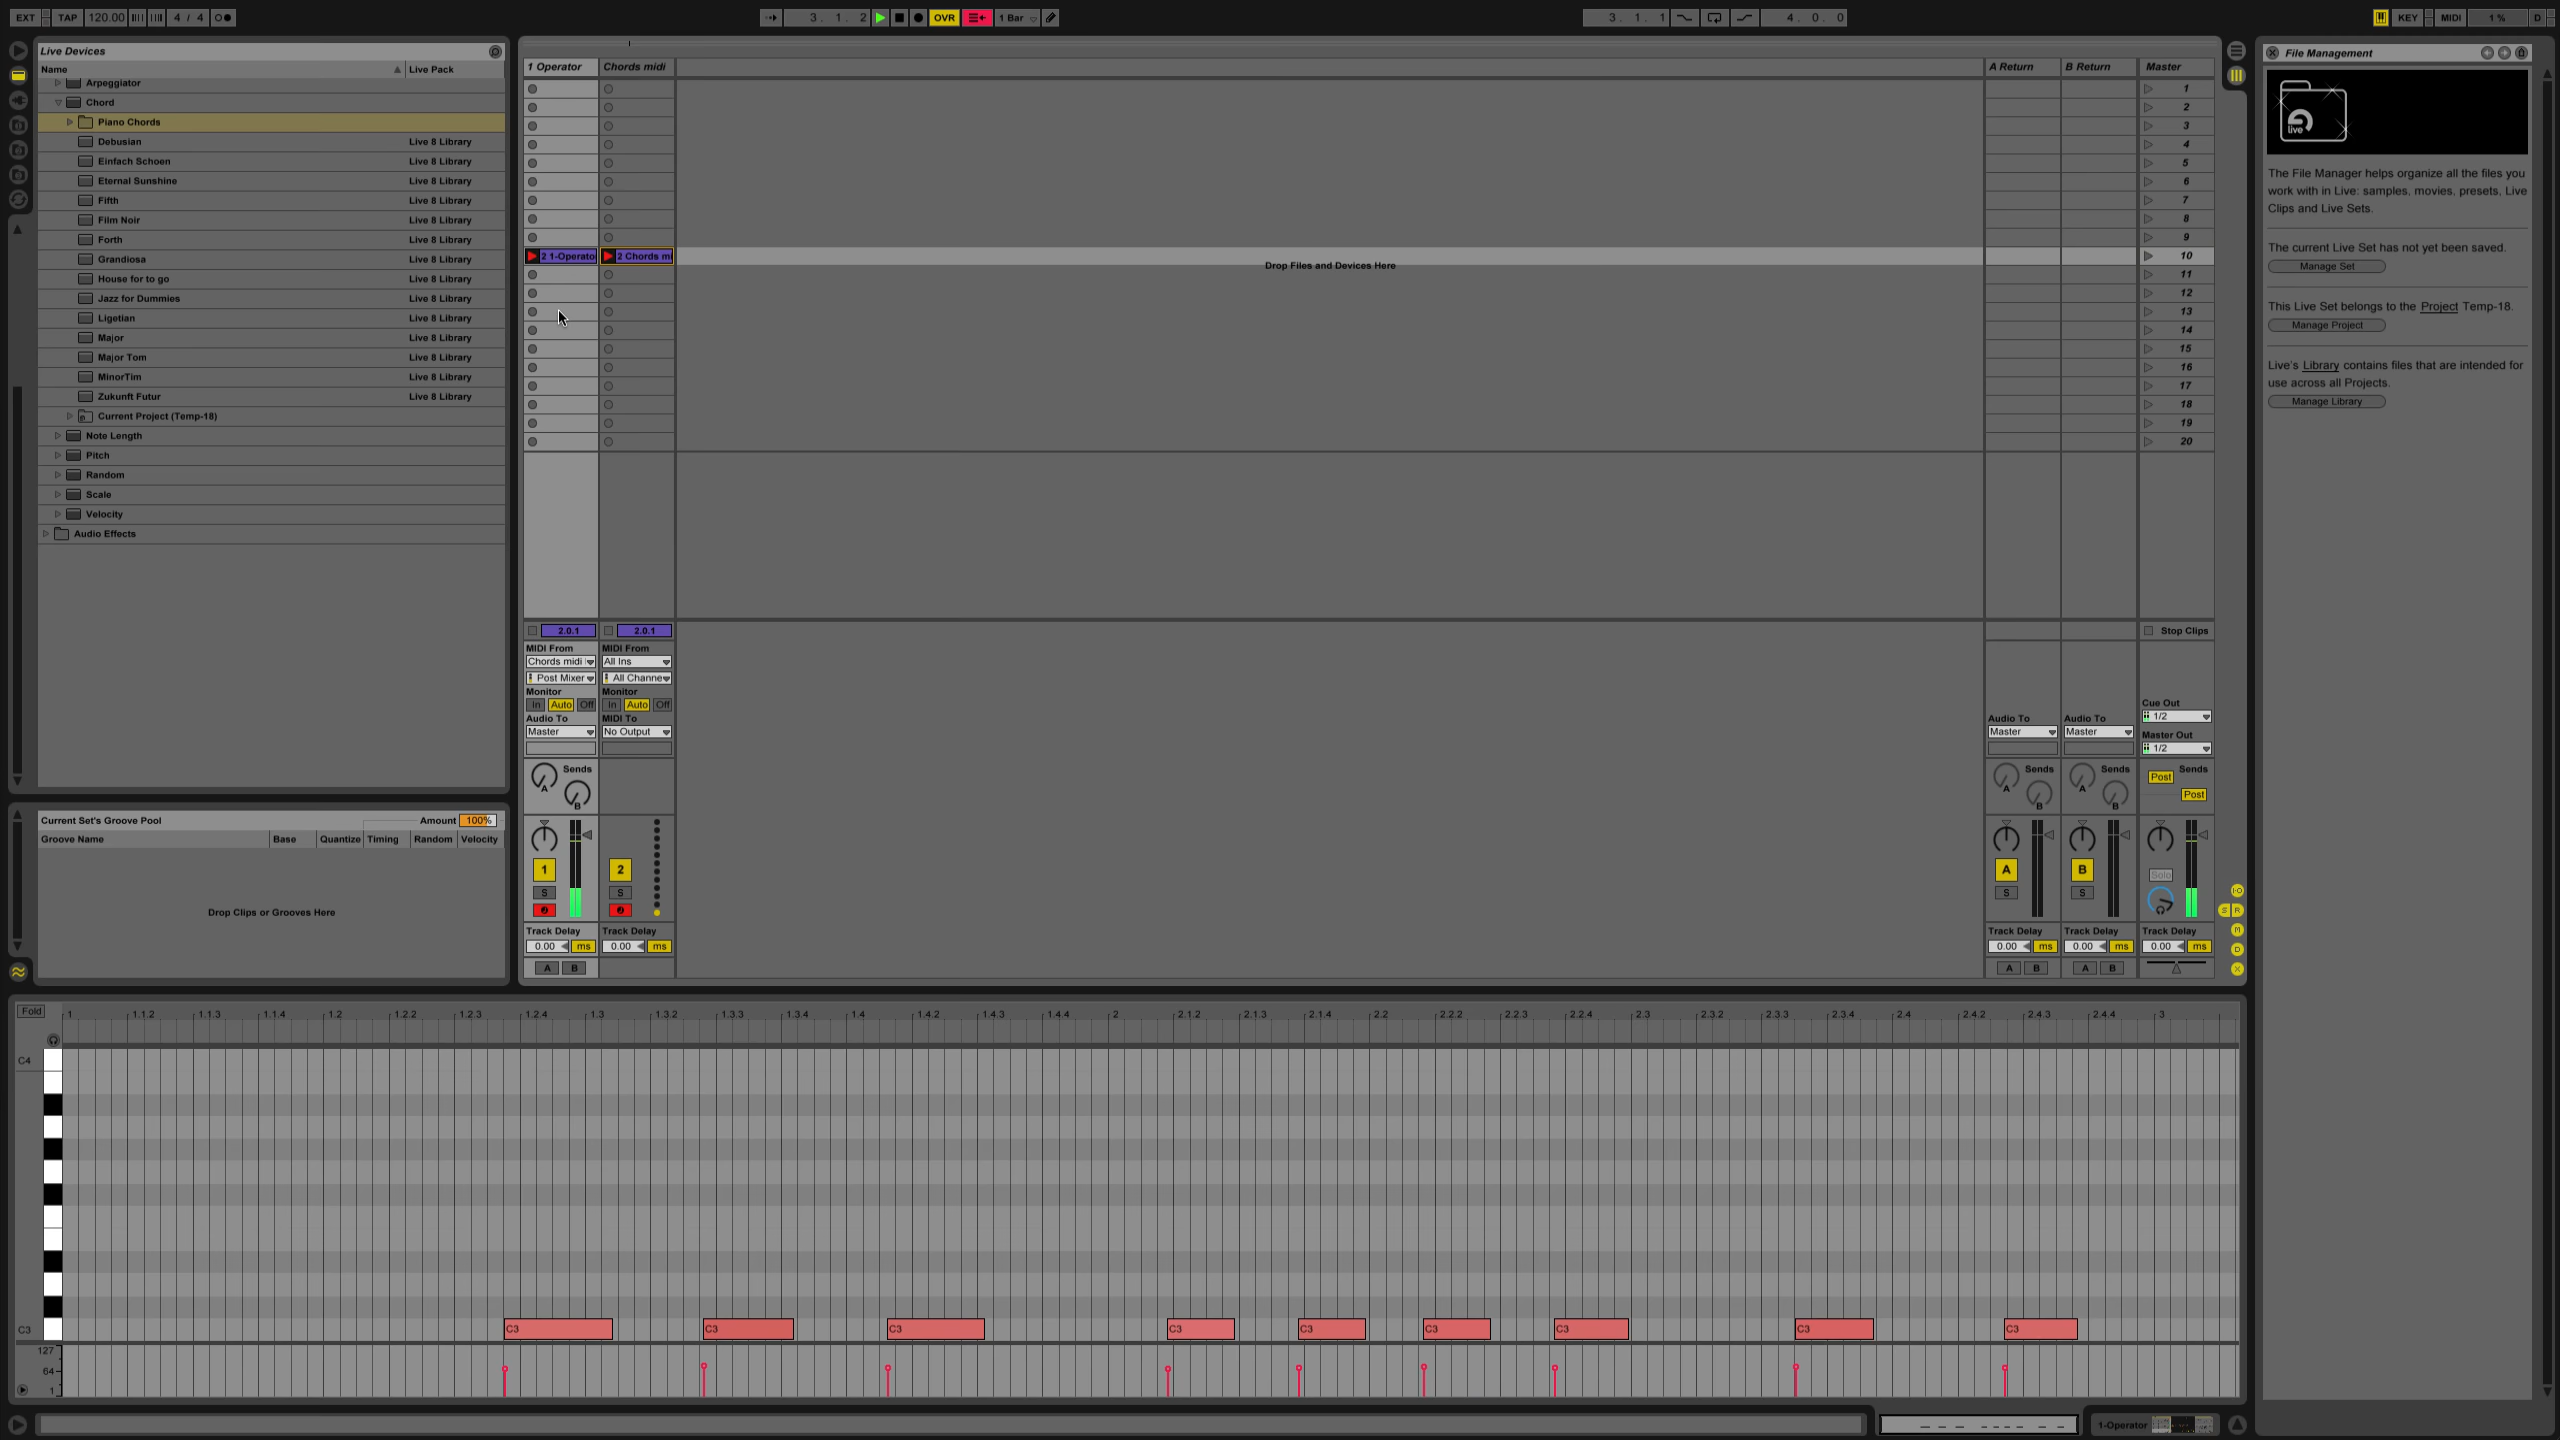 EXT TAP 120.00 4 / 4 3. 1. 2 OVR 1 Bar 3. 1. 1 4. 0. 0 KEY MIDI 1 % D
Live Devices
Name Live Pack
Arpeggiator
Chord
Piano Chords
Debusian Live 8 Library
Einfach Schoen Live 8 Library
Eternal Sunshine Live 8 Library
Fifth Live 8 Library
Film Noir Live 8 Library
Forth Live 8 Library
Grandiosa Live 8 Library
House for to go Live 8 Library
Jazz for Dummies Live 8 Library
Ligetian Live 8 Library
Major Live 8 Library
Major Tom Live 8 Library
MinorTim Live 8 Library
Zukunft Futur Live 8 Library
Current Project (Temp-18)
Note Length
Pitch
Random
Scale
Velocity
Audio Effects
Current Set's Groove Pool Amount 100%
Groove Name Base Quantize Timing Random Velocity
Drop Clips or Grooves Here
1 Operator Chords midi A Return B Return Master
1
2
3
4
5
6
7
8
9
2 1-Operato 2 Chords mi 10
Drop Files and Devices Here
11
12
13
14
15
16
17
18
19
20
2.0.1 2.0.1 Stop Clips
MIDI From MIDI From
Chords midi All Ins
Post Mixer All Channe
Monitor Monitor
In Auto Off In Auto Off Cue Out
1/2
Audio To MIDI To Audio To Audio To
Master No Output Master Master Master Out
1/2
Sends Sends Sends Sends
A B A B A B Post Post
1 2 A B Solo
S S S S
Track Delay Track Delay Track Delay Track Delay Track Delay
0.00 ms 0.00 ms 0.00 ms 0.00 ms 0.00 ms
A B A B A B
I·O
S R
M
D
X
File Management
live
The File Manager helps organize all the files you
work with in Live: samples, movies, presets, Live
Clips and Live Sets.
The current Live Set has not yet been saved.
Manage Set
This Live Set belongs to the Project Temp-18.
Manage Project
Live's Library contains files that are intended for
use across all Projects.
Manage Library
Fold 1 1.1.2 1.1.3 1.1.4 1.2 1.2.2 1.2.3 1.2.4 1.3 1.3.2 1.3.3 1.3.4 1.4 1.4.2 1.4.3 1.4.4 2 2.1.2 2.1.3 2.1.4 2.2 2.2.2 2.2.3 2.2.4 2.3 2.3.2 2.3.3 2.3.4 2.4 2.4.2 2.4.3 2.4.4 3
C4
C3 C3 C3 C3 C3 C3 C3 C3 C3 C3
127
64
1
1-Operator